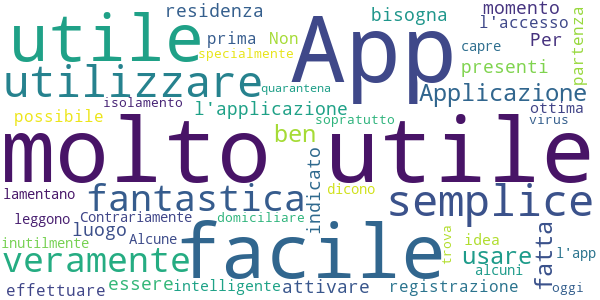 residenza
bisogna
momento
l'accesso
utile
App
prima
Non
specialmente
capre
Per
partenza
utilizzare
quarantena
presenti
isolamento
l'applicazione
Applicazione
ottima
possibile
sopratutto
virus
molto utile
ben
indicato
lamentano
fantastica
dicono
semplice
leggono
Contrariamente
domiciliare
luogo
Alcune
facile
trova
idea
fatta
inutilmente
veramente
usare
l'app
alcuni
effettuare
essere
intelligente
attivare
registrazione
oggi